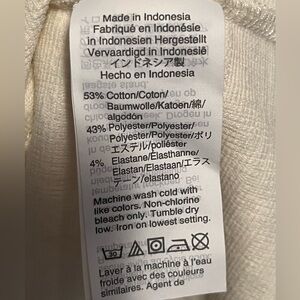 Made in Indonesia
Fabriqué en Indonésie
in Indonesien Hergestellt
Vervaardigd in Indonesië
インドネシア製
Hecho en Indonesia
53% Cotton/Coton/
Baumwolle/Katoen/綿/
algodón
43% Polyester/Polyester/
Polyester/Polyester/ポリ
エステル/poliéster
4% Elastane/Élasthanne/
Elastan/Elastaan/エラス
テーン/elastano
Machine wash cold with
like colors. Non-chlorine
bleach only. Tumble dry
low. Iron on lowest setting.
Laver à la machine à l'eau
froide avec des couleurs
similaires. Agent de